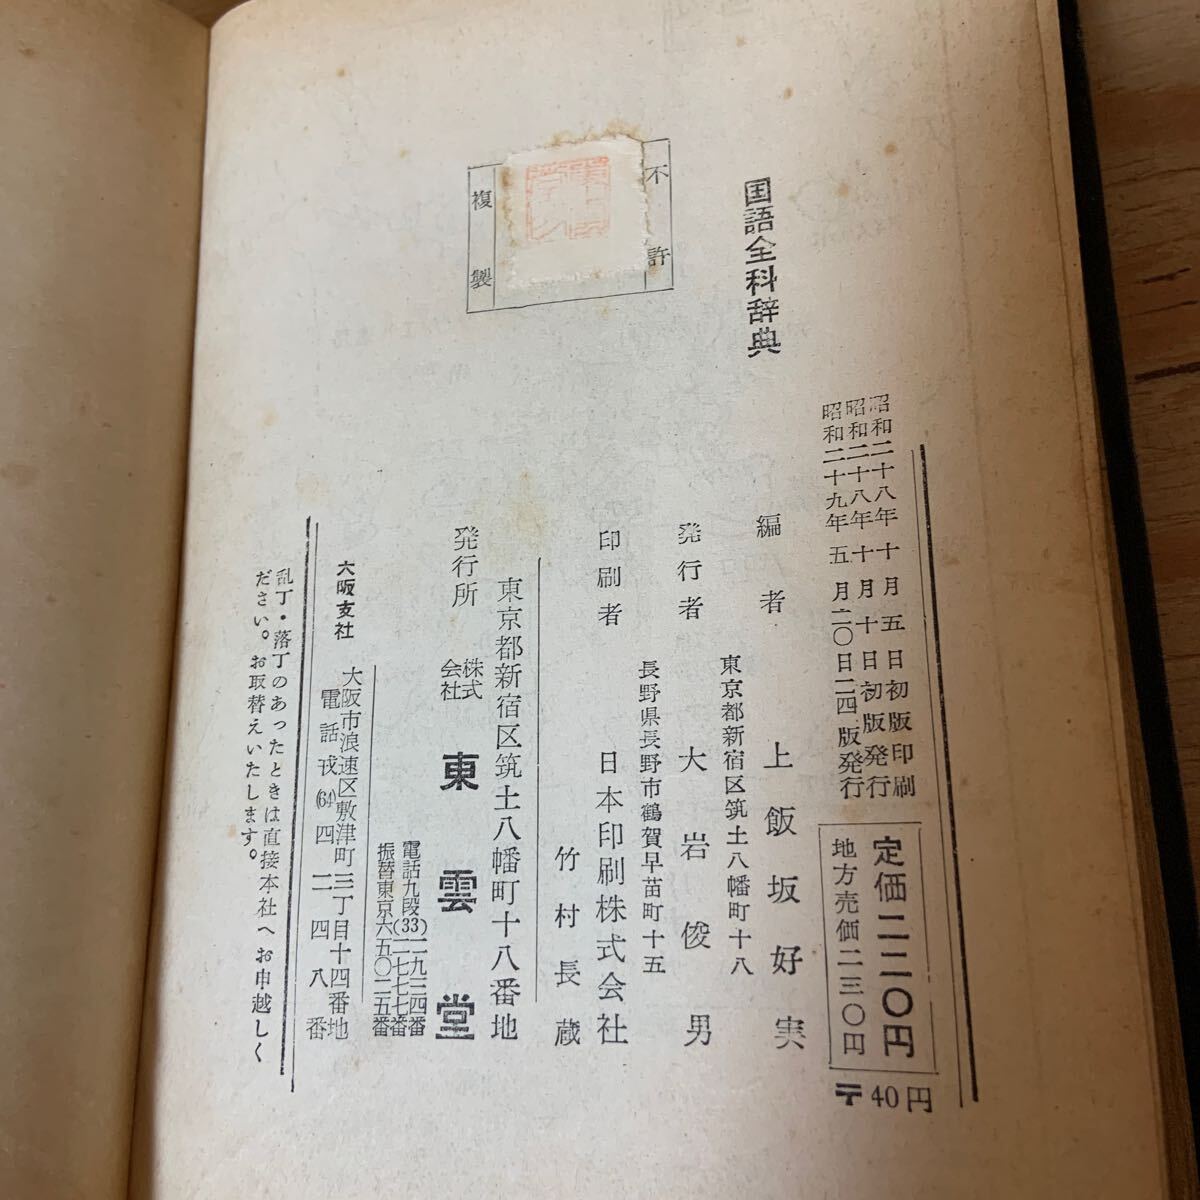 国語全科辞典
不許
複製
昭和二十八年十月五日初版印刷
昭和二十八年十月十日初版発行
昭和二十九年五月二〇日二四版発行
定価二二〇円
地方売価二三〇円
〒40円
編者 上飯坂好実
東京都新宿区筑土八幡町十八
発行者 大岩俊男
長野県長野市鶴賀早苗町十五
印刷者 日本印刷株式会社
竹村長蔵
東京都新宿区筑土八幡町十八番地
発行所 株式会社 東雲堂
電話九段(33)二九三四番
二七七七番
振替東京六五〇二五番
大阪支社 大阪市浪速区敷津町三丁目十四番地
電話戎(64)四二四八番
乱丁・落丁のあったときは直接本社へお申越しく
ださい。お取替えいたします。